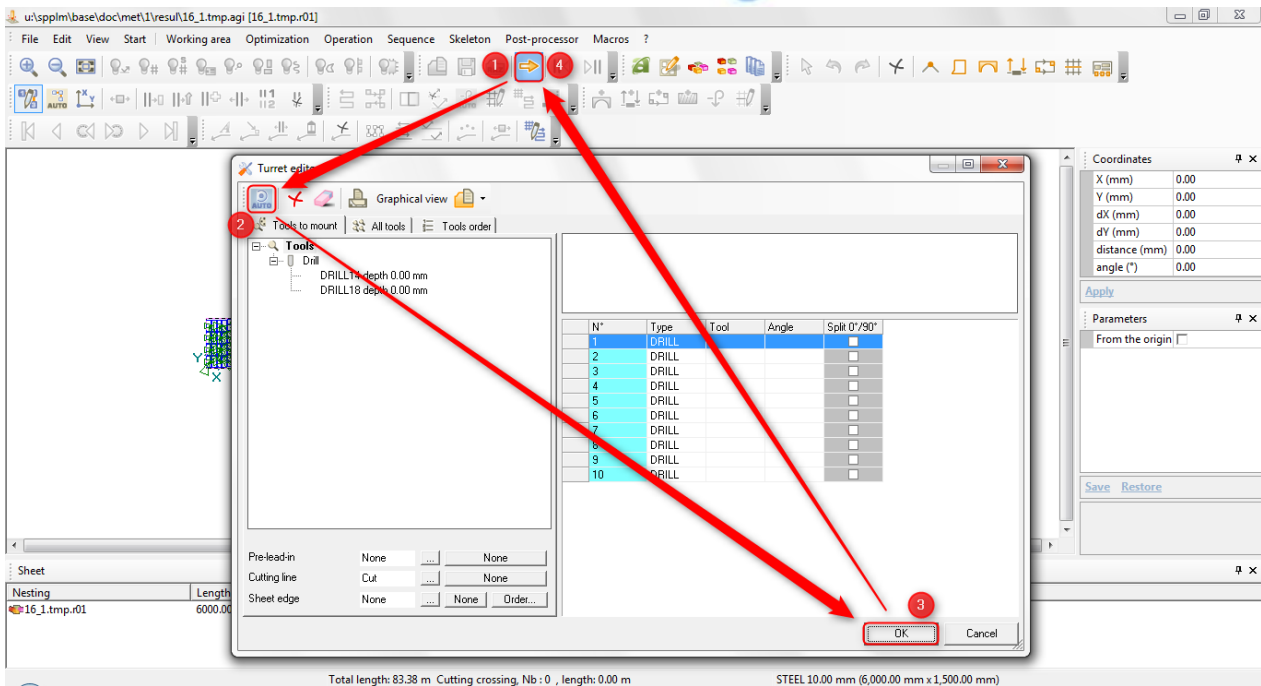 u:\spplm\base\doc\met\1\resul\16_1.tmp.agi [16_1.tmp.r01]
File Edit View Start Working area Optimization Operation Sequence Skeleton Post-processor Macros ?
1 4
AUTO
Turret edit
Coordinates
X (mm) 0.00
Y (mm) 0.00
dX (mm) 0.00
dY (mm) 0.00
distance (mm) 0.00
angle (°) 0.00
Apply
Parameters
From the origin
Save Restore
AUTO Graphical view
2 Tools to mount All tools Tools order
Tools
Drill
DRILL14 depth 0.00 mm
DRILL18 depth 0.00 mm
N° Type Tool Angle Split 0°/90°
1 DRILL
2 DRILL
3 DRILL
4 DRILL
5 DRILL
6 DRILL
7 DRILL
8 DRILL
9 DRILL
10 DRILL
Y
X
Pre-lead-in None ... None
Cutting line Cut ... None
Sheet edge None ... None Order...
3
OK Cancel
Sheet
Nesting Length
16_1.tmp.r01 6000.00
Total length: 83.38 m Cutting crossing, Nb : 0 , length: 0.00 m STEEL 10.00 mm (6,000.00 mm x 1,500.00 mm)